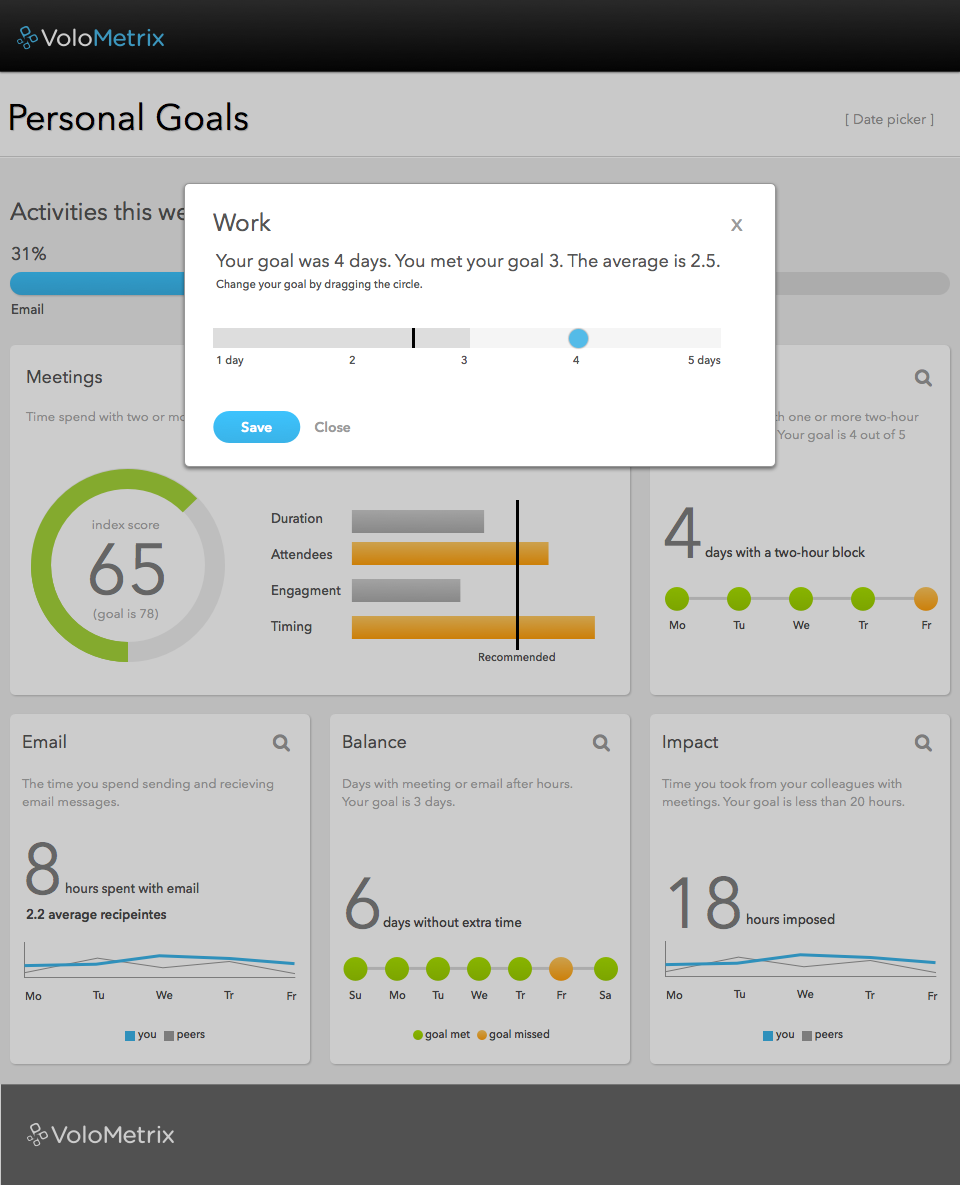 VoloMetrix
Personal Goals
[ Date picker ]
Activities this we
31%
Email
Work
X
Your goal was 4 days. You met your goal 3. The average is 2.5.
Change your goal by dragging the circle.
1 day 2 3 4 5 days
Save Close
Meetings
Time spend with two or mo
index score
65
(goal is 78)
Duration
Attendees
Engagment
Timing
Recommended
h one or more two-hour
Your goal is 4 out of 5
4 days with a two-hour block
Mo Tu We Tr Fr
Email
The time you spend sending and recieving
email messages.
8 hours spent with email
2.2 average recipeintes
Mo Tu We Tr Fr
you peers
Balance
Days with meeting or email after hours.
Your goal is 3 days.
6 days without extra time
Su Mo Tu We Tr Fr Sa
goal met goal missed
Impact
Time you took from your colleagues with
meetings. Your goal is less than 20 hours.
18 hours imposed
Mo Tu We Tr Fr
you peers
VoloMetrix